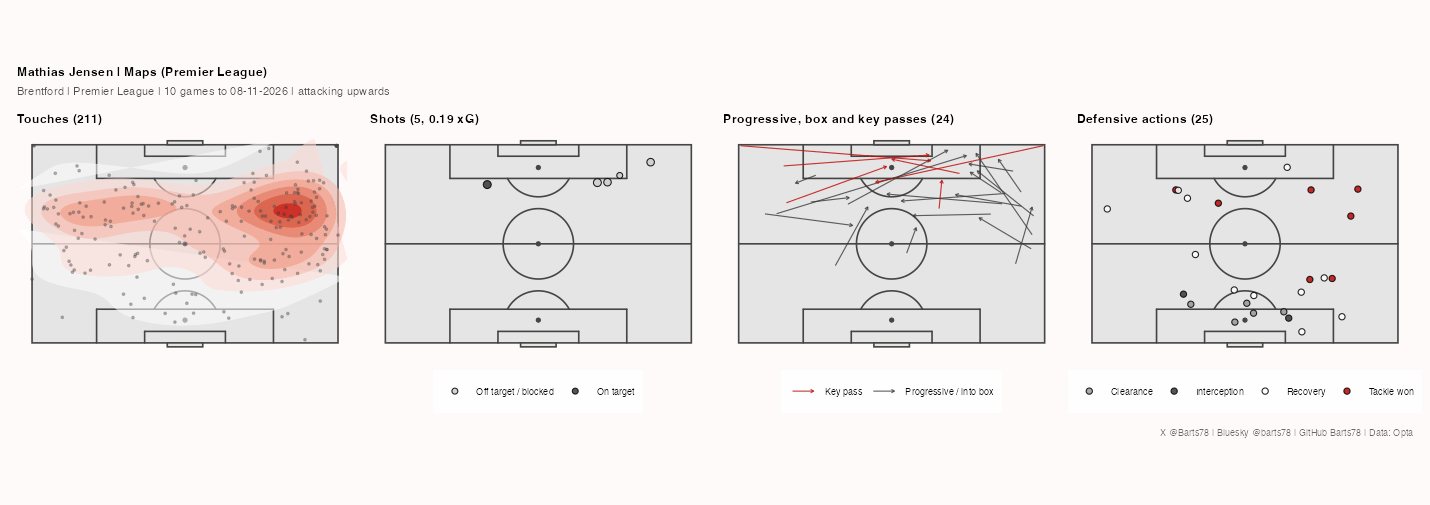 Mathias Jensen | Maps (Premier League)
Brentford | Premier League | 10 games to 08-11-2026 | attacking upwards
Touches (211)
Shots (5, 0.19 xG)
Progressive, box and key passes (24)
Defensive actions (25)
Off target / blocked
On target
Key pass
Progressive / into box
Clearance
Interception
Recovery
Tackle won
X @Barts78 | Bluesky @barts78 | GitHub Barts78 | Data: Opta